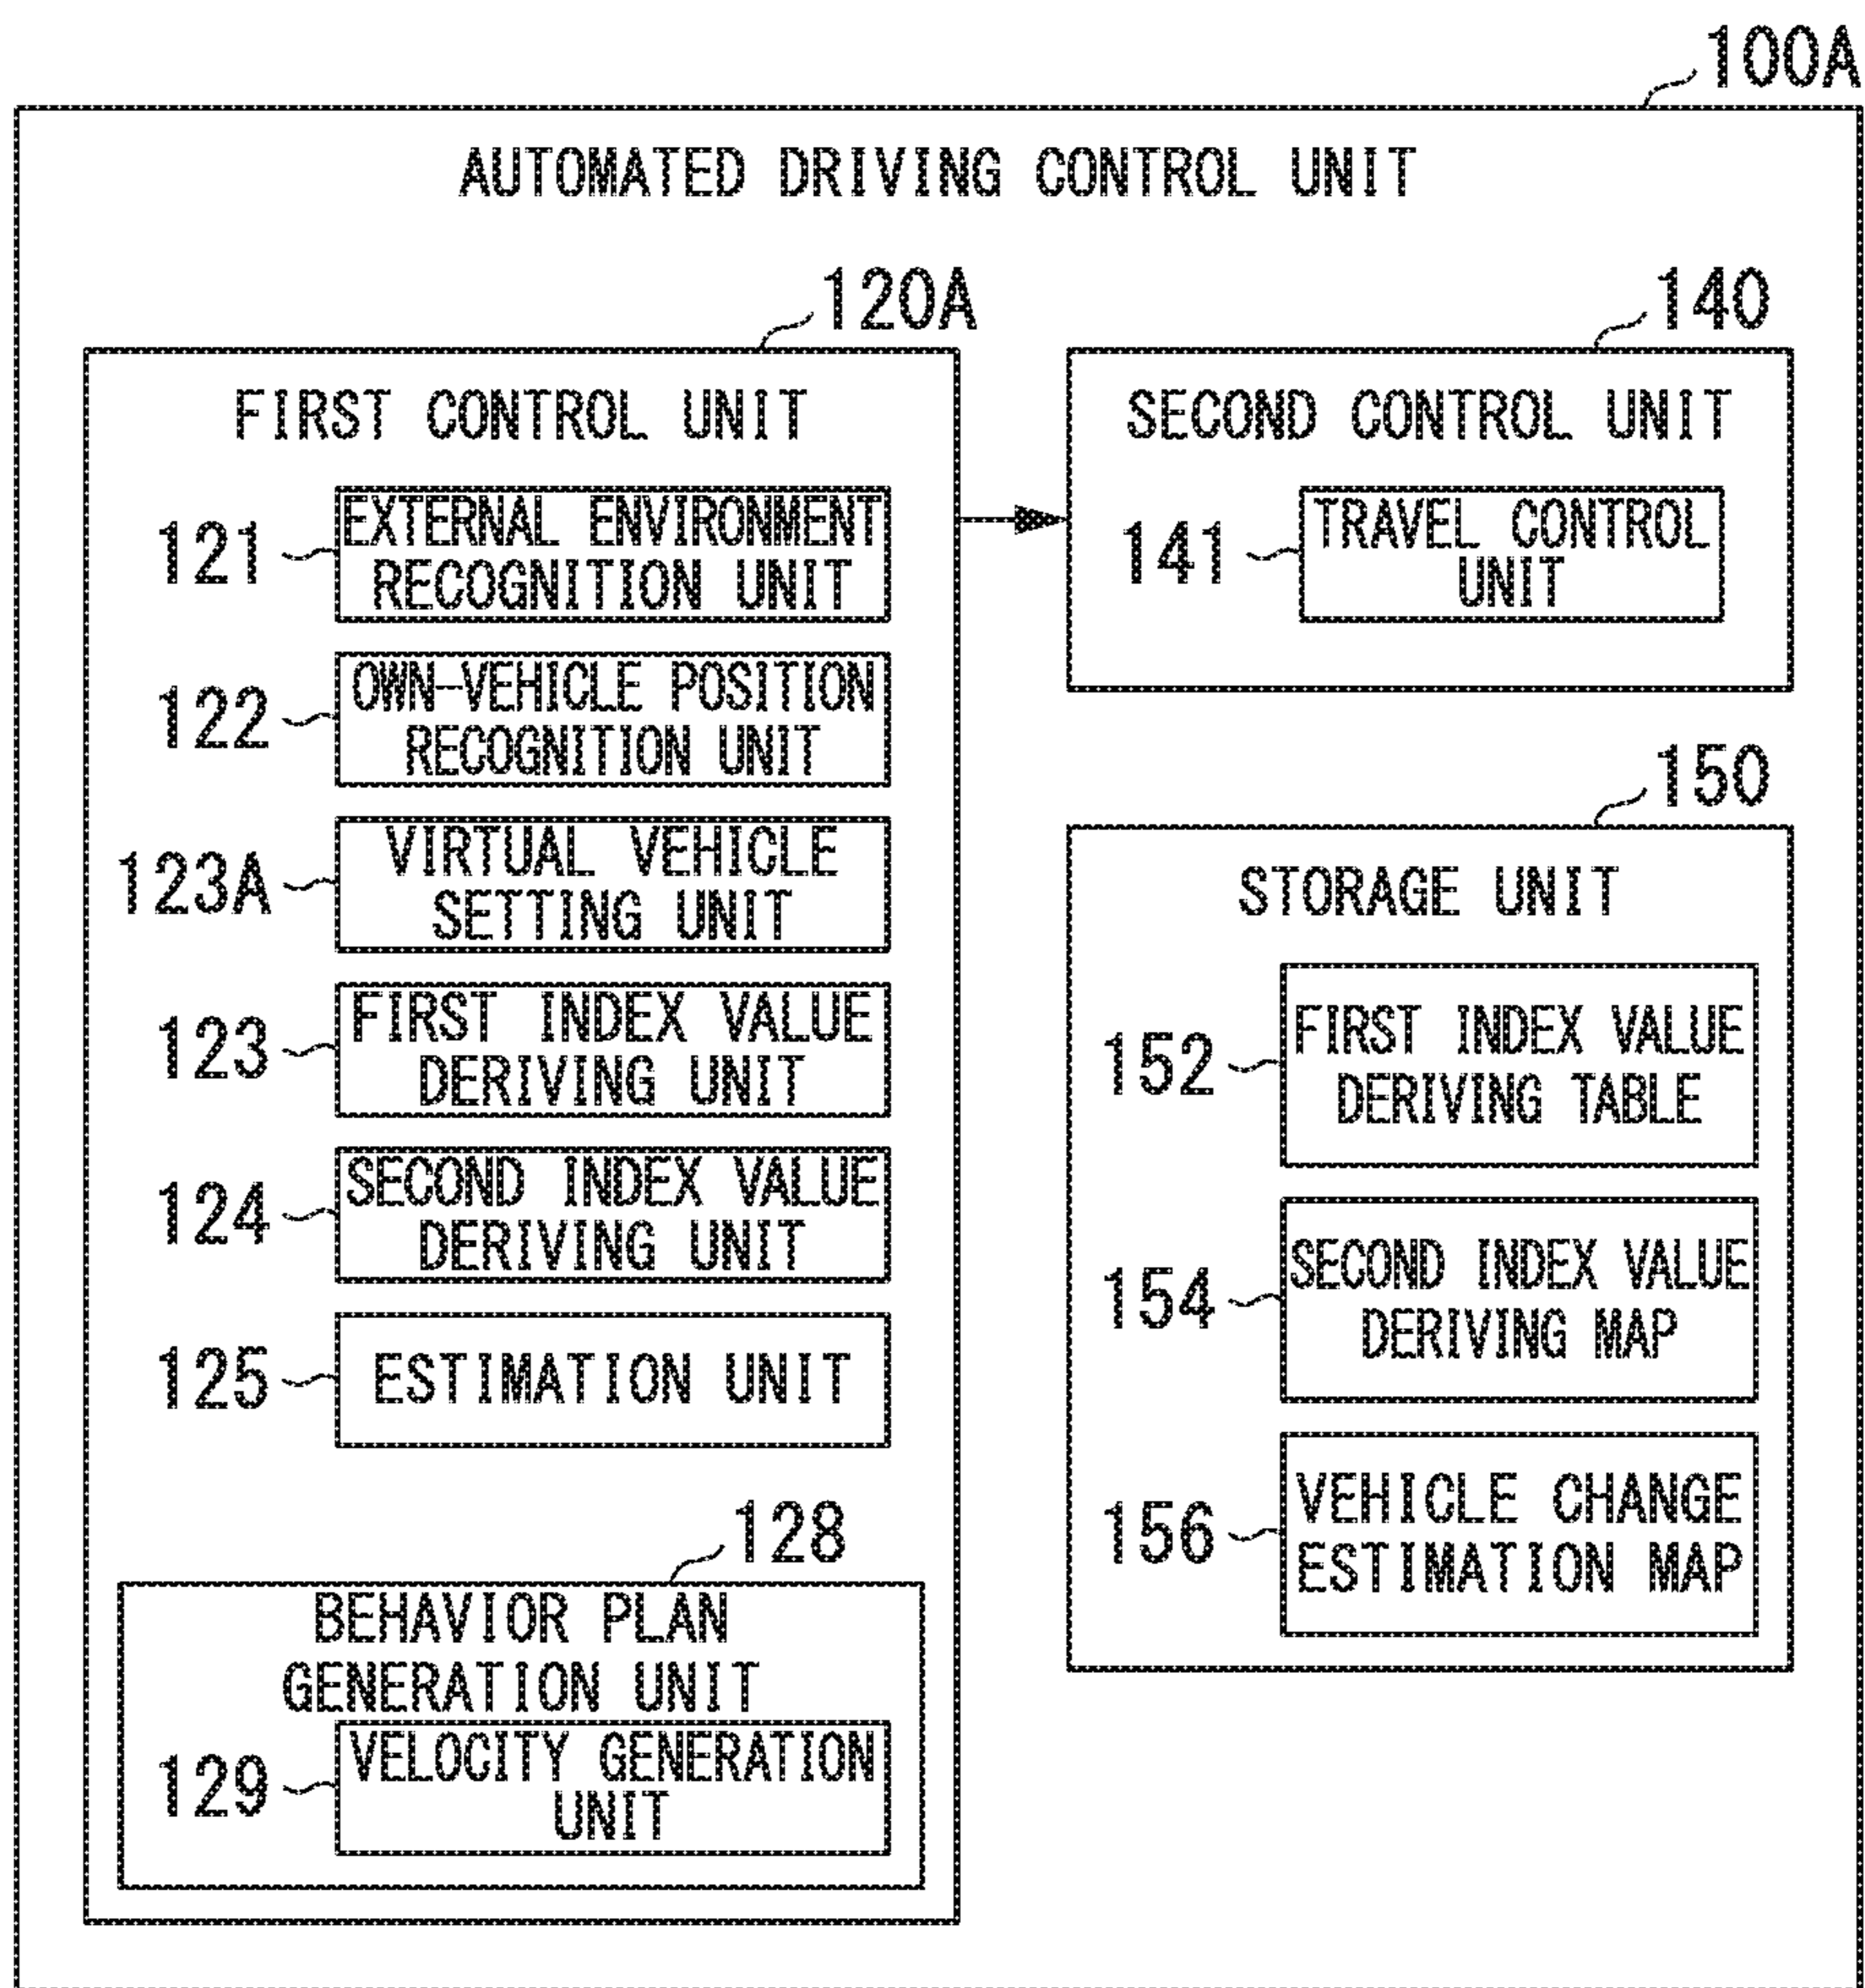 100A
AUTOMATED DRIVING CONTROL UNIT
120A
FIRST CONTROL UNIT
121
EXTERNAL ENVIRONMENT
RECOGNITION UNIT
122
OWN-VEHICLE POSITION
RECOGNITION UNIT
123A
VIRTUAL VEHICLE
SETTING UNIT
123
FIRST INDEX VALUE
DERIVING UNIT
124
SECOND INDEX VALUE
DERIVING UNIT
125
ESTIMATION UNIT
128
BEHAVIOR PLAN
GENERATION UNIT
129
VELOCITY GENERATION
UNIT
140
SECOND CONTROL UNIT
141
TRAVEL CONTROL
UNIT
150
STORAGE UNIT
152
FIRST INDEX VALUE
DERIVING TABLE
154
SECOND INDEX VALUE
DERIVING MAP
156
VEHICLE CHANGE
ESTIMATION MAP